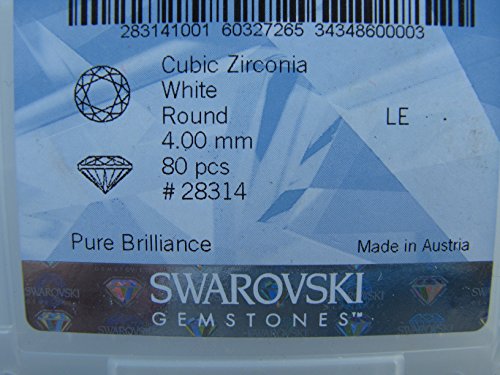 283141001 60327265 34348600003
Cubic Zirconia
White
Round
4.00 mm
LE
80 pcs
# 28314
Pure Brilliance
Made in Austria
SWAROVSKI
GEMSTONES™